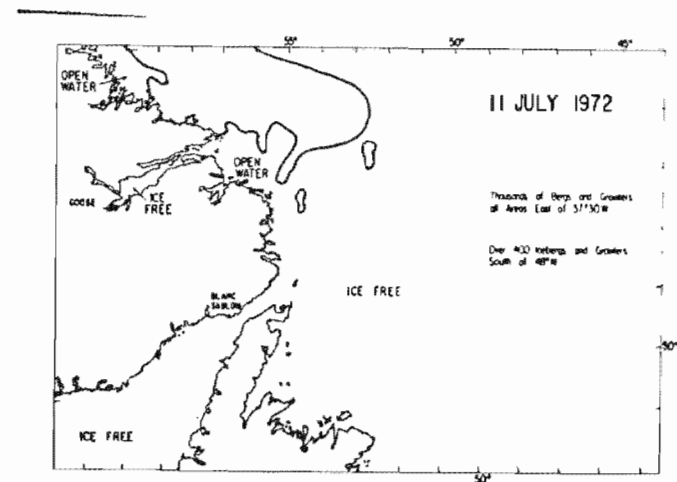 55° 50° 45°
OPEN
WATER
11 JULY 1972
OPEN
WATER
GOOSE
ICE
FREE
Thousands of Bergs and Growlers
all Areas East of 57°30W
Over 400 Icebergs and Growlers
South of 48°N
BLANC
SABLON
ICE FREE
50°
ICE FREE
50°